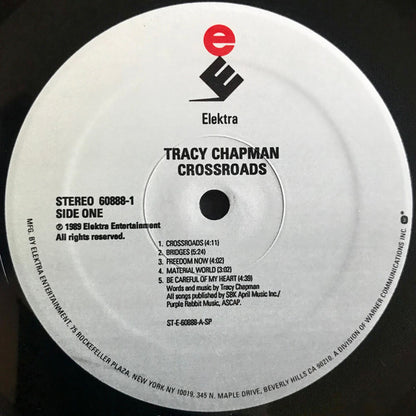 e
E
Elektra
TRACY CHAPMAN
CROSSROADS
STEREO 60888-1
SIDE ONE
℗ 1989 Elektra Entertainment
All rights reserved.
1. CROSSROADS (4:11)
2. BRIDGES (5:24)
3. FREEDOM NOW (4:02)
4. MATERIAL WORLD (3:02)
5. BE CAREFUL OF MY HEART (4:39)
Words and music by Tracy Chapman
All songs published by SBK April Music Inc./
Purple Rabbit Music, ASCAP.
ST-E-60888-A-SP
MFG. BY ELEKTRA ENTERTAINMENT, 75 ROCKEFELLER PLAZA, NEW YORK NY 10019, 345 N. MAPLE DRIVE, BEVERLY HILLS CA 90210, A DIVISION OF WARNER COMMUNICATIONS INC.